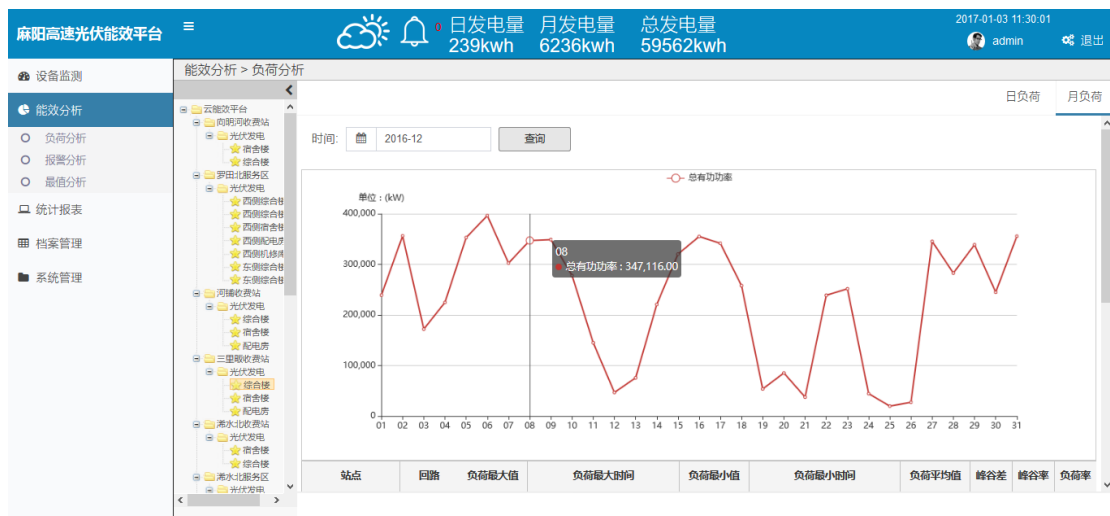 麻阳高速光伏能效平台
0 日发电量 月发电量 总发电量
239kwh 6236kwh 59562kwh
2017-01-03 11:30:01
admin 退出
设备监测
能效分析
负荷分析
报警分析
最值分析
统计报表
档案管理
系统管理
能效分析 > 负荷分析
云能效平台
向明河收费站
光伏发电
宿舍楼
综合楼
罗田北服务区
光伏发电
西侧综合楼
西侧综合楼
西侧宿舍楼
西侧配电房
西侧机修库
东侧综合楼
东侧综合楼
河铺收费站
光伏发电
综合楼
宿舍楼
配电房
三里畈收费站
光伏发电
综合楼
宿舍楼
配电房
浠水北收费站
光伏发电
宿舍楼
综合楼
浠水北服务区
光伏发电
日负荷 月负荷
时间: 2016-12 查询
总有功功率
单位：(kW)
400,000
300,000
200,000
100,000
0
08
总有功功率 : 347,116.00
01 02 03 04 05 06 07 08 09 10 11 12 13 14 15 16 17 18 19 20 21 22 23 24 25 26 27 28 29 30 31
站点 回路 负荷最大值 负荷最大时间 负荷最小值 负荷最小时间 负荷平均值 峰谷差 峰谷率 负荷率